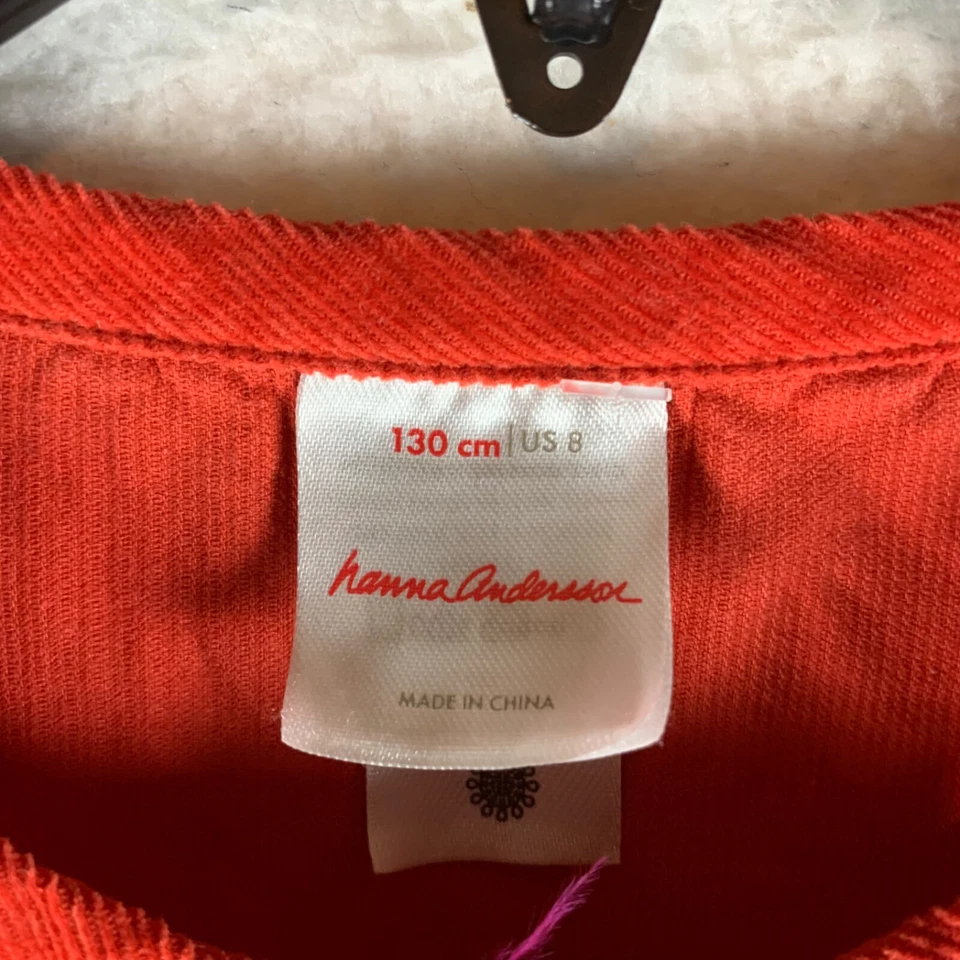 130 cm | US 8
hanna Andersson
MADE IN CHINA